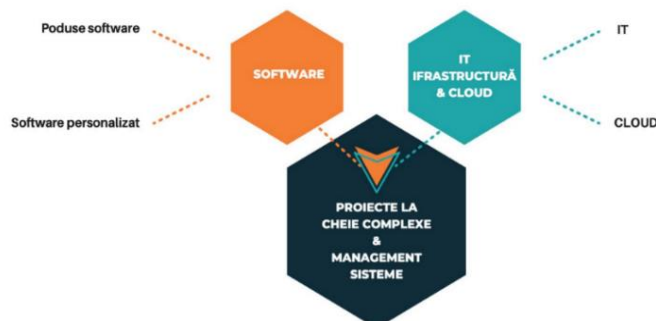 Poduse software
Software personalizat
SOFTWARE
IT
IFRASTRUCTURĂ
& CLOUD
IT
CLOUD
PROIECTE LA
CHEIE COMPLEXE
&
MANAGEMENT
SISTEME